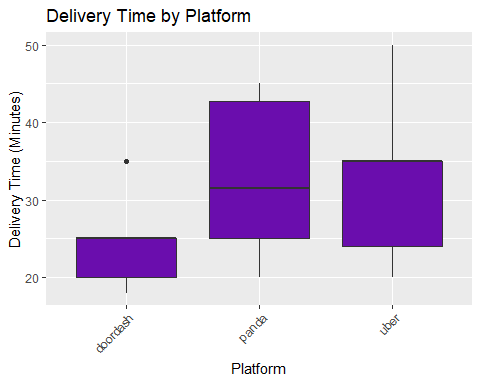 Delivery Time by Platform
Delivery Time (Minutes)
50
40
30
20
doordash
panda
uber
Platform